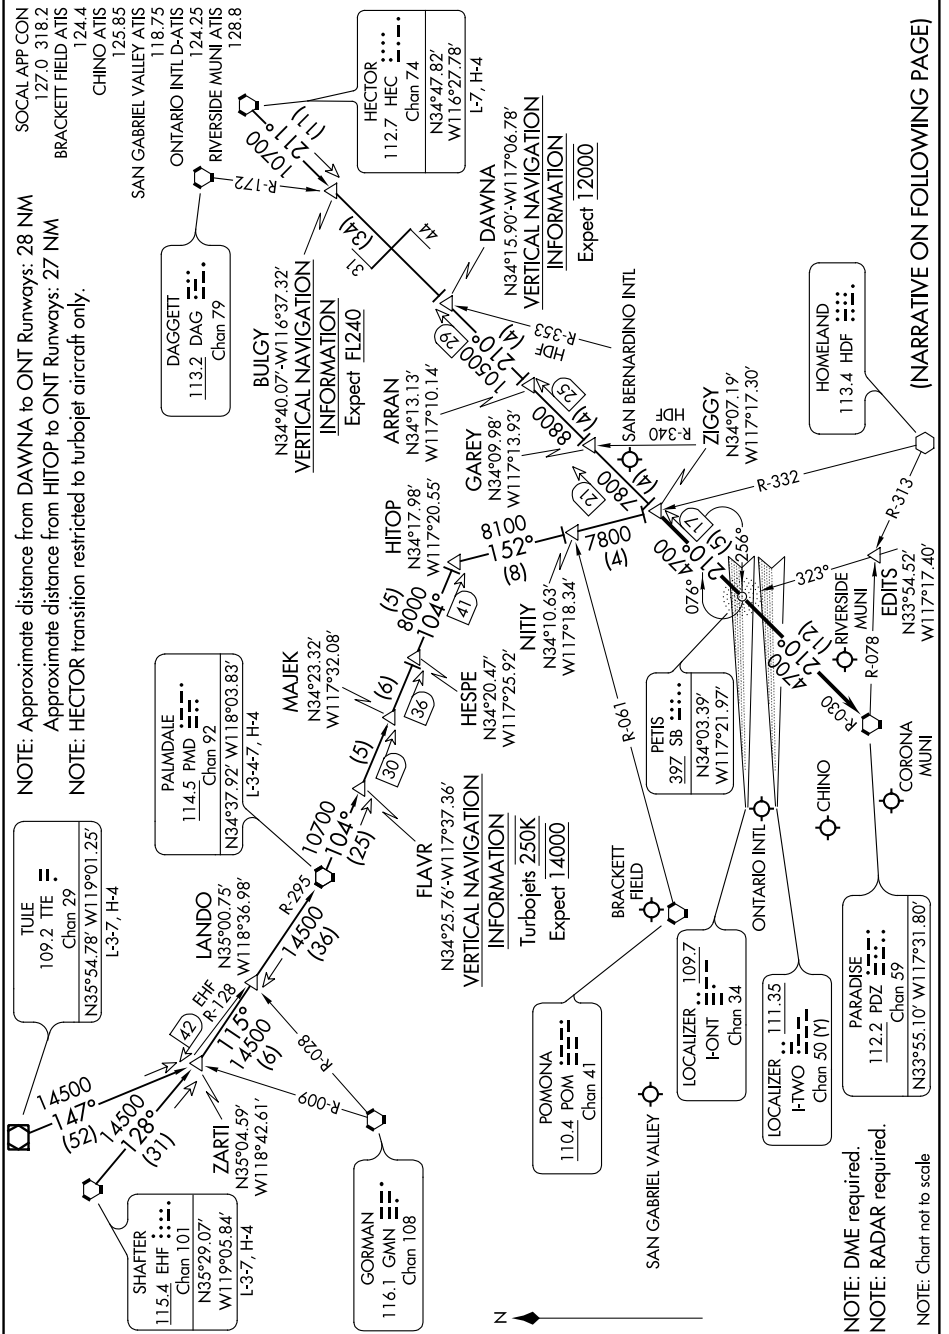 SOCAL APP CON
127.0 318.2
BRACKETT FIELD ATIS
124.4
CHINO ATIS
125.85
SAN GABRIEL VALLEY ATIS
118.75
ONTARIO INTL D-ATIS
124.25
RIVERSIDE MUNI ATIS
128.8
NOTE: Approximate distance from DAWNA to ONT Runways: 28 NM
Approximate distance from HITOP to ONT Runways: 27 NM
NOTE: HECTOR transition restricted to turbojet aircraft only.
TULE
109.2 TTE
Chan 29
N35°54.78' W119°01.25'
L-3-7, H-4
PALMDALE
114.5 PMD
Chan 92
N34°37.92' W118°03.83'
L-3-4-7, H-4
DAGGETT
113.2 DAG
Chan 79
HECTOR
112.7 HEC
Chan 74
N34°47.82'
W116°27.78'
L-7, H-4
10700
211°
(11)
R-172
BULGY
N34°40.07'-W116°37.32'
VERTICAL NAVIGATION
INFORMATION
Expect FL240
(34)
31
44
DAWNA
N34°15.90'-W117°06.78'
VERTICAL NAVIGATION
INFORMATION
Expect 12000
29
10500
210°
(4)
HDF
R-353
ARRAN
N34°13.13'
W117°10.14'
25
8800
(4)
GAREY
N34°09.98'
W117°13.93'
SAN BERNARDINO INTL
21
7800
(4)
R-340
HDF
ZIGGY
N34°07.19'
W117°17.30'
17
4700
210°
(5)
256°
076°
R-332
HOMELAND
113.4 HDF
R-313
323°
EDITS
N33°54.52'
W117°17.40'
R-078
RIVERSIDE
MUNI
4700
210°
(12)
R-030
PETIS
397 SB
N34°03.39'
W117°21.97'
HITOP
N34°17.98'
W117°20.55'
8100
152°
(8)
NITIY
N34°10.63'
W117°18.34'
7800
(4)
R-061
(5)
8000
104°
41
HESPE
N34°20.47'
W117°25.92'
(6)
36
MAJEK
N34°23.32'
W117°32.08'
(5)
30
FLAVR
N34°25.76'-W117°37.36'
VERTICAL NAVIGATION
INFORMATION
Turbojets 250K
Expect 14000
10700
104°
(25)
R-295
14500
(36)
LANDO
N35°00.75'
W118°36.98'
EHF
R-128
42
115°
14500
(6)
R-028
R-009
14500
147°
(52)
14500
128°
(31)
ZARTI
N35°04.59'
W118°42.61'
SHAFTER
115.4 EHF
Chan 101
N35°29.07'
W119°05.84'
L-3-7, H-4
GORMAN
116.1 GMN
Chan 108
N
BRACKETT
FIELD
POMONA
110.4 POM
Chan 41
SAN GABRIEL VALLEY
LOCALIZER 109.7
I-ONT
Chan 34
ONTARIO INTL
LOCALIZER 111.35
I-TWO
Chan 50 (Y)
CHINO
CORONA
MUNI
PARADISE
112.2 PDZ
Chan 59
N33°55.10' W117°31.80'
NOTE: DME required.
NOTE: RADAR required.
NOTE: Chart not to scale
(NARRATIVE ON FOLLOWING PAGE)